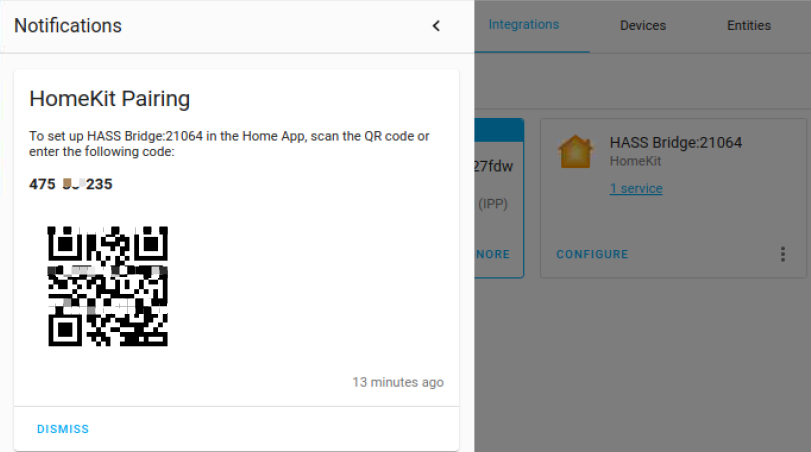 Notifications
Integrations
Devices
Entities
HomeKit Pairing
To set up HASS Bridge:21064 in the Home App, scan the QR code or
enter the following code:
475 235
27fdw
(IPP)
NORE
HASS Bridge:21064
HomeKit
1 service
CONFIGURE
13 minutes ago
DISMISS